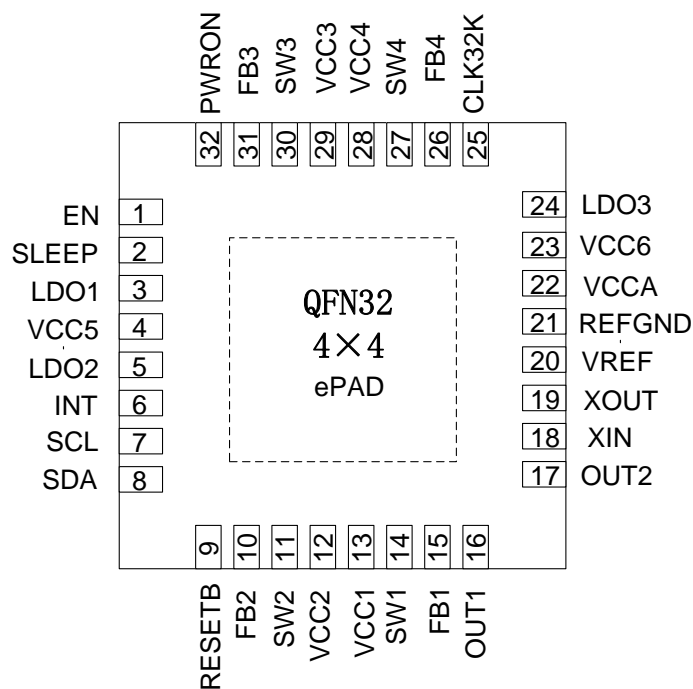 PWRON
FB3
SW3
VCC3
VCC4
SW4
FB4
CLK32K
32
31
30
29
28
27
26
25
EN 1
SLEEP 2
LDO1 3
VCC5 4
LDO2 5
INT 6
SCL 7
SDA 8
QFN32
4×4
ePAD
24 LDO3
23 VCC6
22 VCCA
21 REFGND
20 VREF
19 XOUT
18 XIN
17 OUT2
9
10
11
12
13
14
15
16
RESETB
FB2
SW2
VCC2
VCC1
SW1
FB1
OUT1